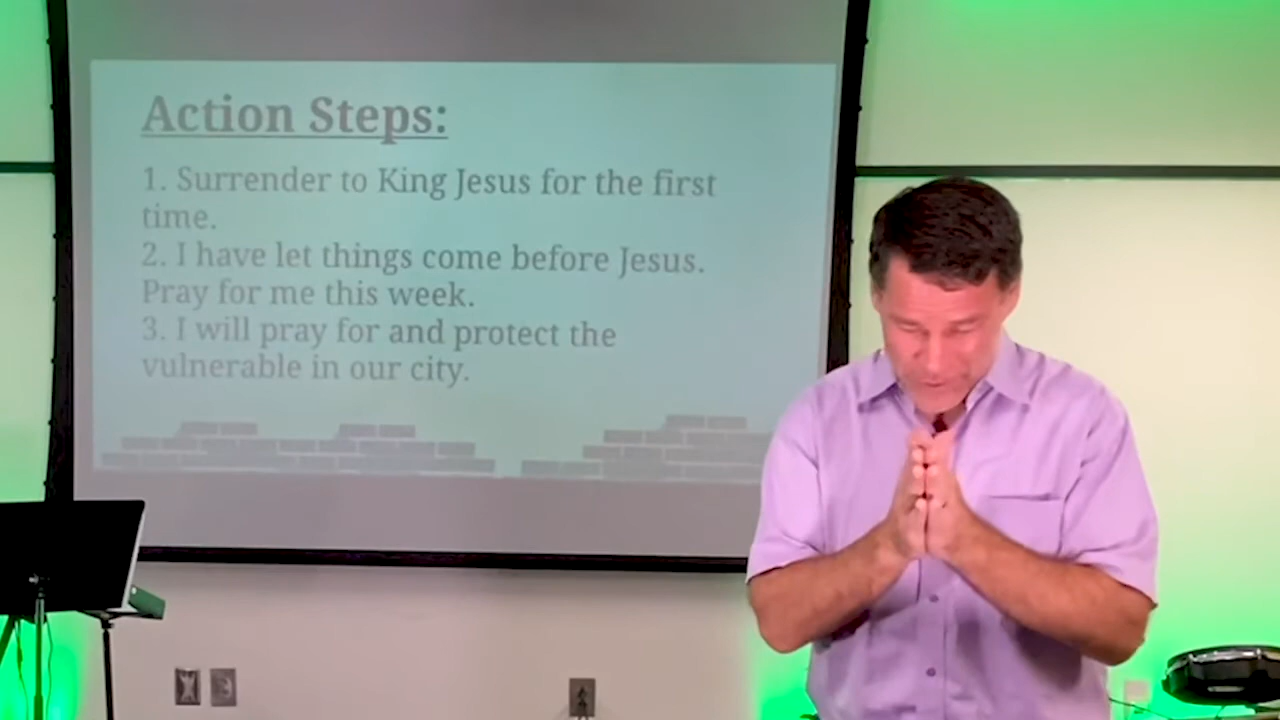 Action Steps:
1. Surrender to King Jesus for the first
time.
2. I have let things come before Jesus.
Pray for me this week.
3. I will pray for and protect the
vulnerable in our city.